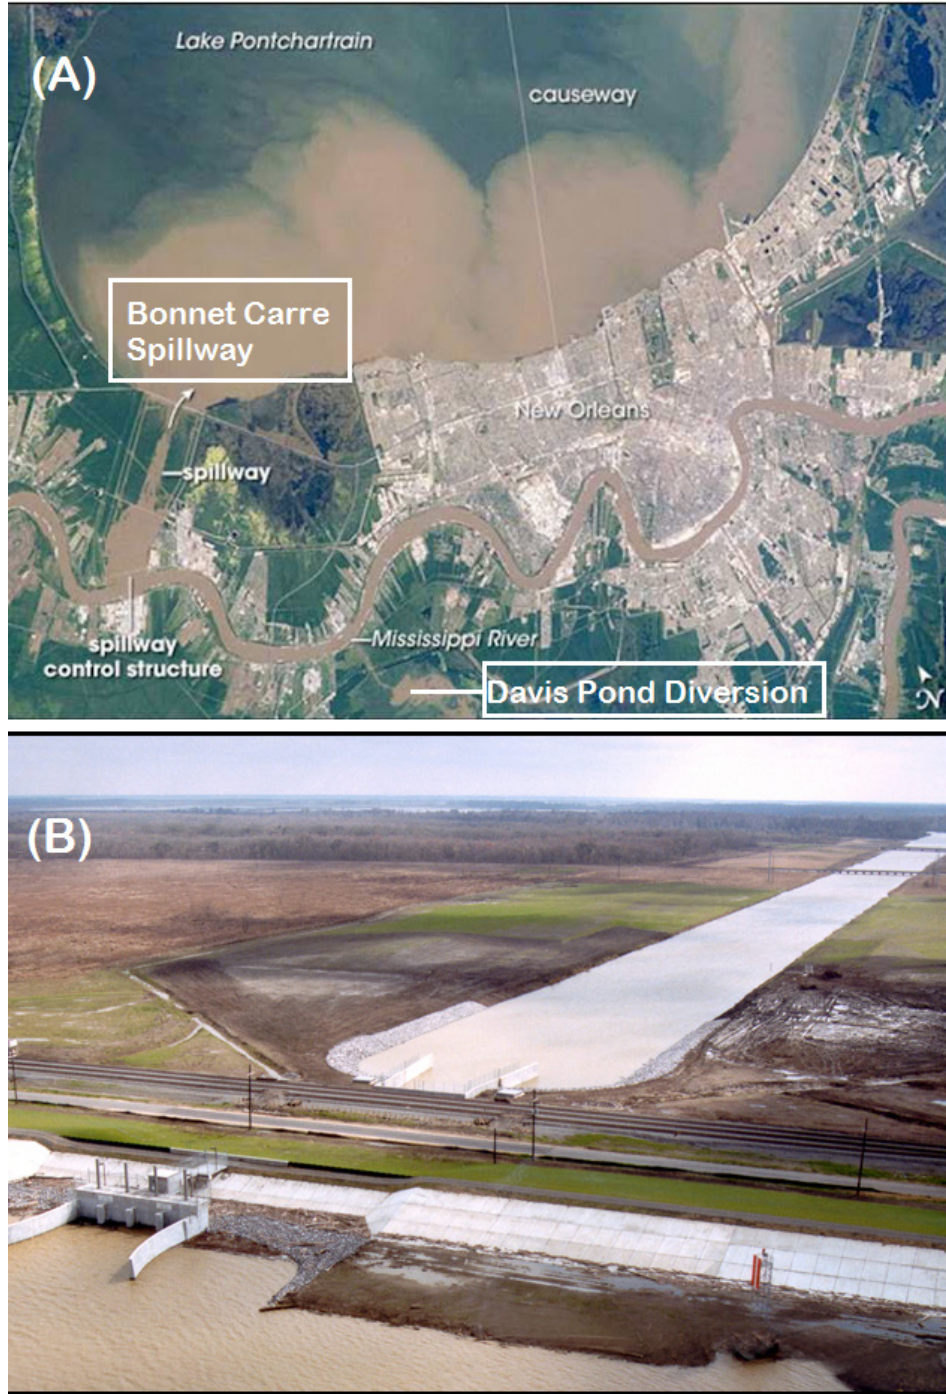 (A)
Lake Pontchartrain
causeway
Bonnet Carre
Spillway
New Orleans
spillway
spillway
control structure
Mississippi River
Davis Pond Diversion
N
(B)